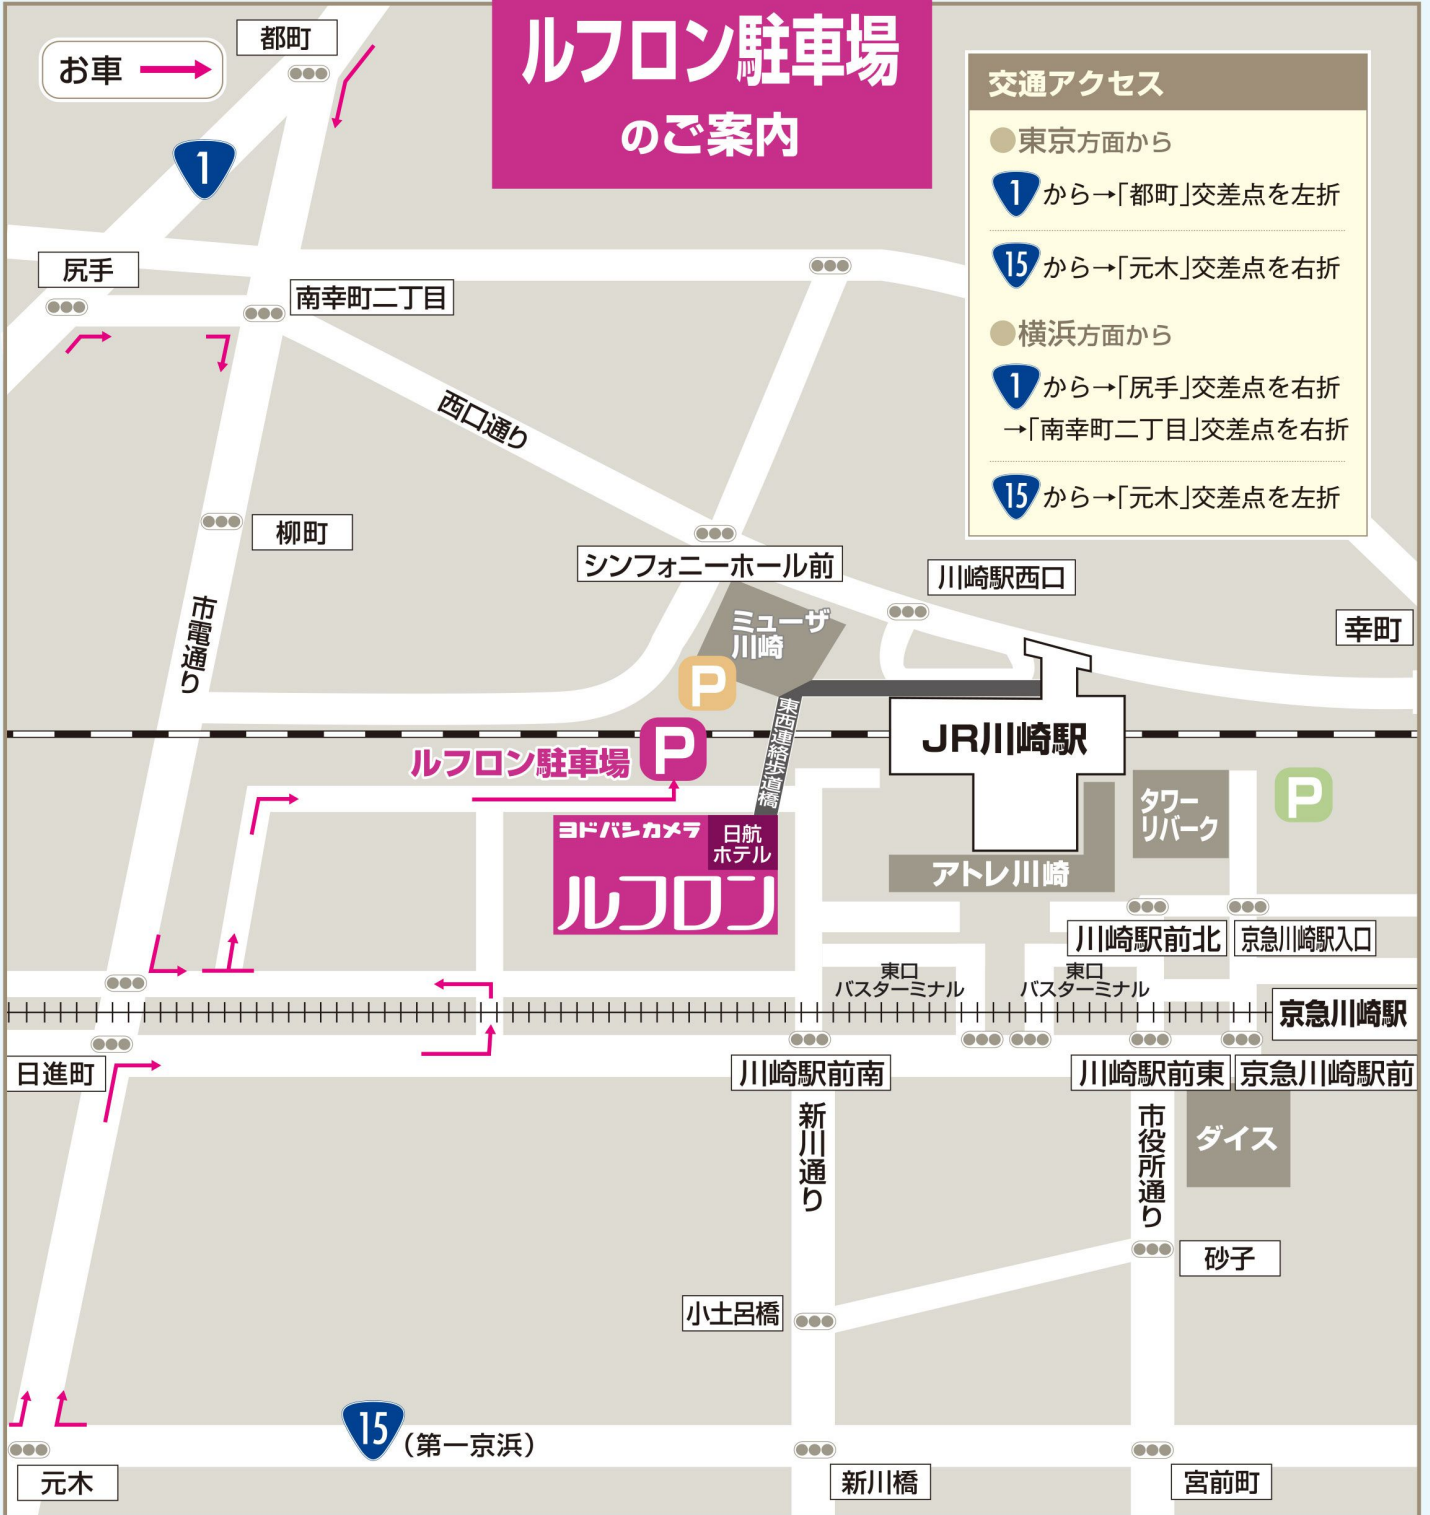 ルフロン駐車場
のご案内
お車
都町
1
交通アクセス
東京方面から
1から→「都町」交差点を左折
15から→「元木」交差点を右折
横浜方面から
1から→「尻手」交差点を右折
→「南幸町二丁目」交差点を右折
15から→「元木」交差点を左折
尻手
南幸町二丁目
西口通り
柳町
シンフォニーホール前
川崎駅西口
幸町
市電通り
ミューザ
川崎
P
東西連絡歩道橋
JR川崎駅
ルフロン駐車場
P
P
タワー
リバーク
ヨドバシカメラ
日航
ホテル
ルフロン
アトレ川崎
川崎駅前北
京急川崎駅入口
東口
バスターミナル
東口
バスターミナル
京急川崎駅
日進町
川崎駅前南
川崎駅前東
京急川崎駅前
新川通り
市役所通り
ダイス
砂子
小土呂橋
15
(第一京浜)
元木
新川橋
宮前町